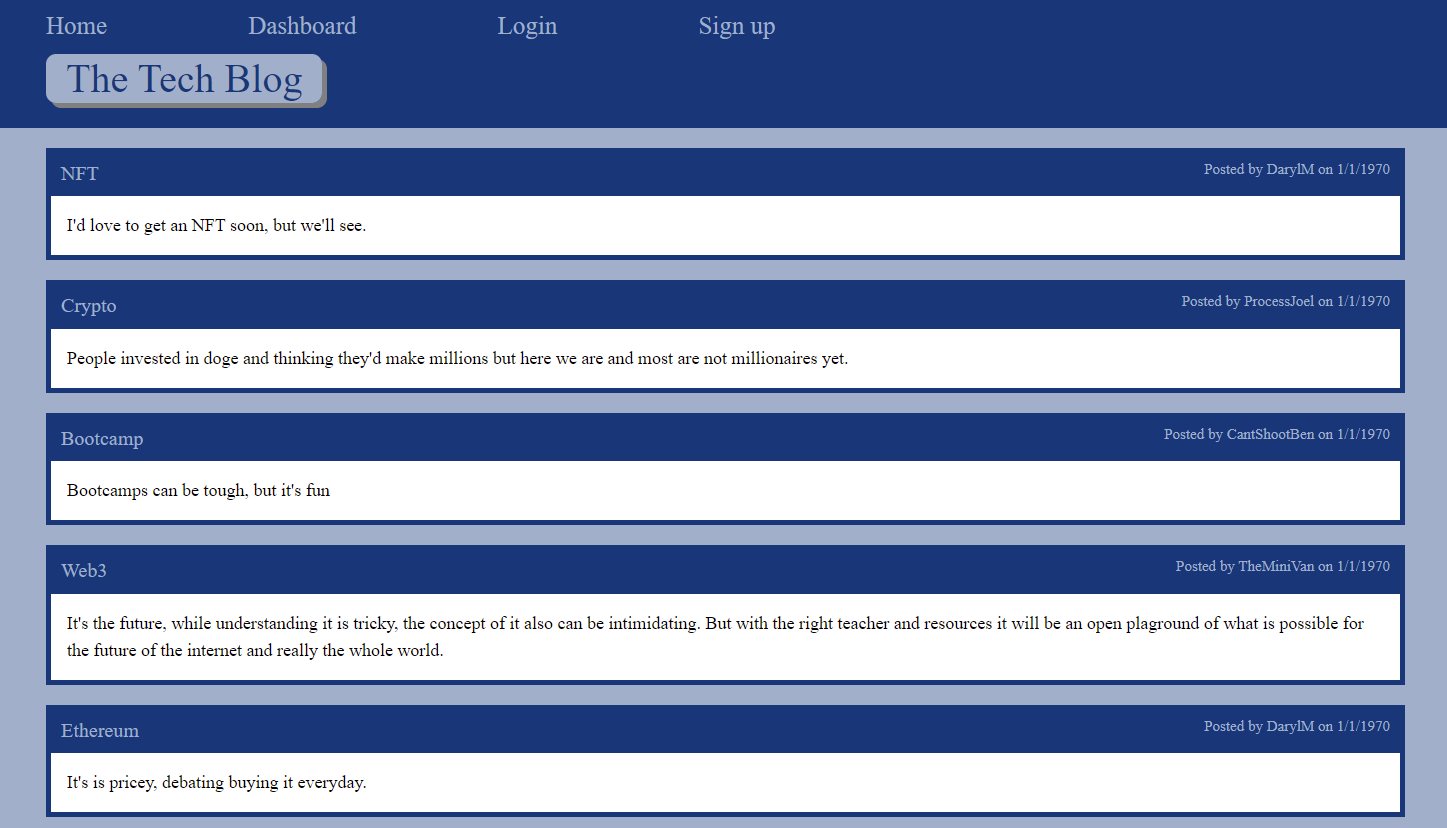 Home Dashboard Login Sign up
The Tech Blog
NFT Posted by DarylM on 1/1/1970
I'd love to get an NFT soon, but we'll see.
Crypto Posted by ProcessJoel on 1/1/1970
People invested in doge and thinking they'd make millions but here we are and most are not millionaires yet.
Bootcamp Posted by CantShootBen on 1/1/1970
Bootcamps can be tough, but it's fun
Web3 Posted by TheMiniVan on 1/1/1970
It's the future, while understanding it is tricky, the concept of it also can be intimidating. But with the right teacher and resources it will be an open plaground of what is possible for
the future of the internet and really the whole world.
Ethereum Posted by DarylM on 1/1/1970
It's is pricey, debating buying it everyday.